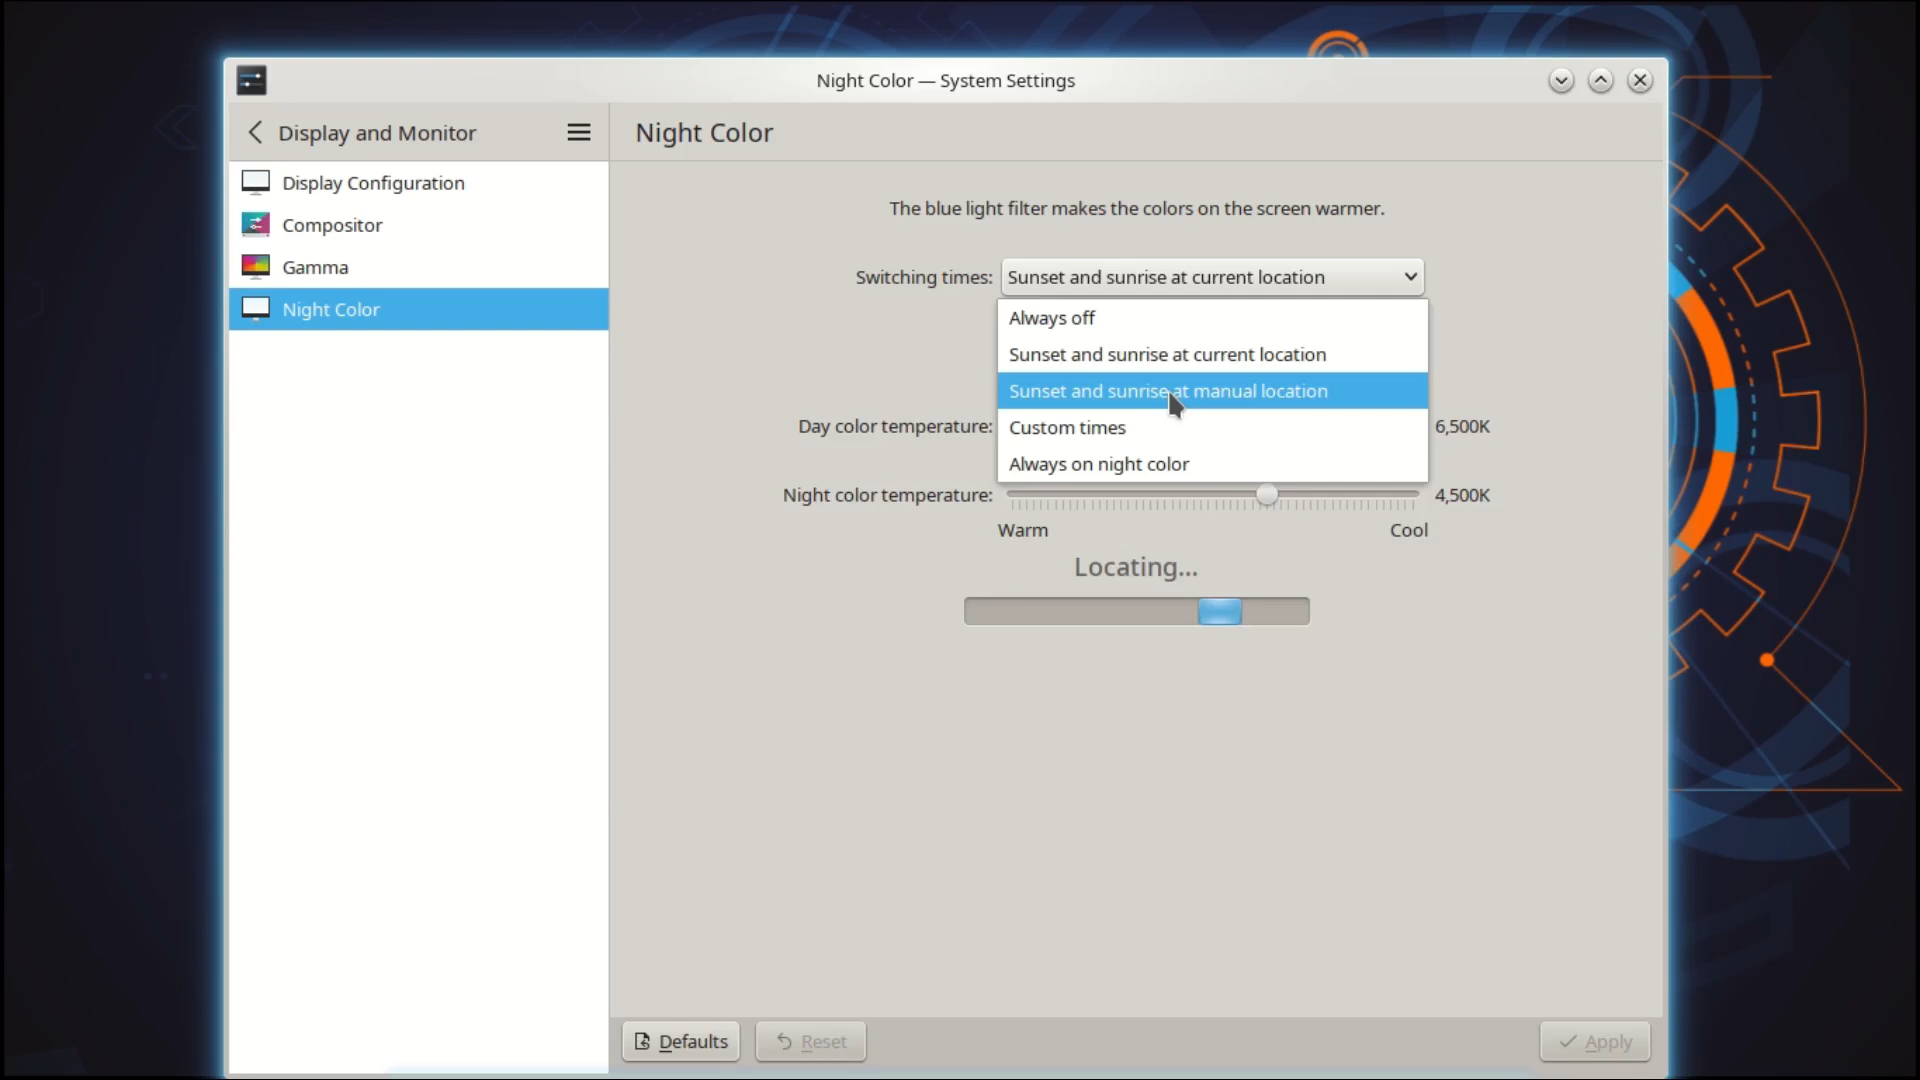 Night Color — System Settings
Display and Monitor
Night Color
Display Configuration
Compositor
Gamma
Night Color
The blue light filter makes the colors on the screen warmer.
Switching times: Sunset and sunrise at current location
Always off
Sunset and sunrise at current location
Sunset and sunrise at manual location
Custom times
Always on night color
Day color temperature: 6,500K
Night color temperature: 4,500K
Warm Cool
Locating...
Defaults Reset Apply